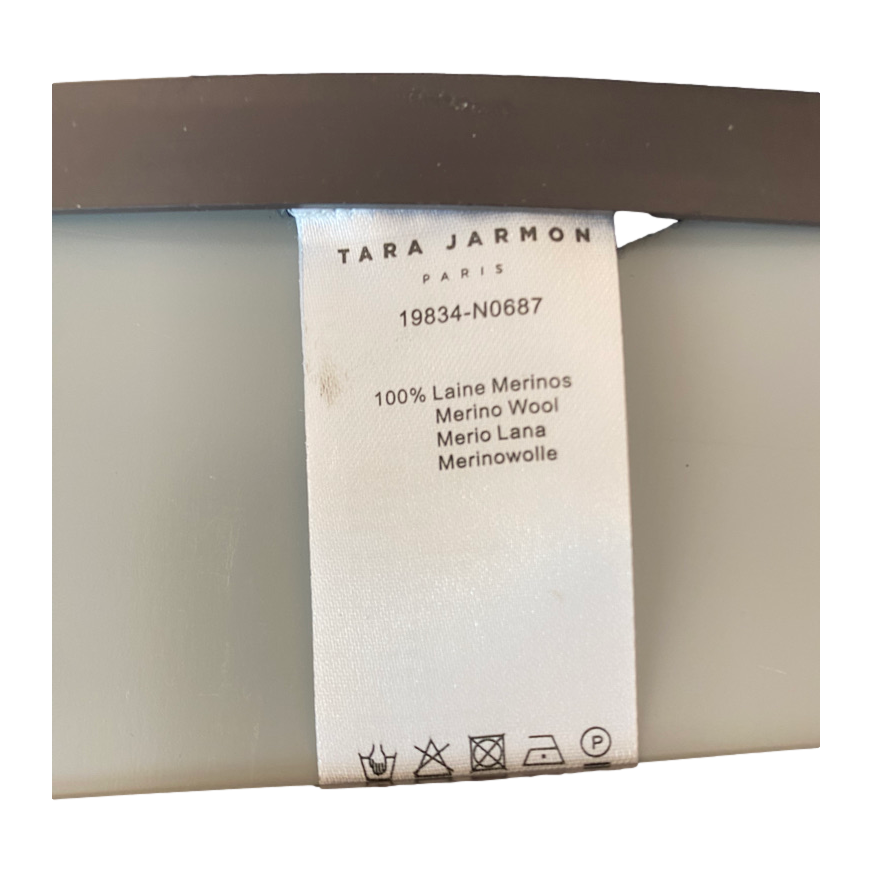 TARA JARMON
PARIS
19834-N0687
100% Laine Merinos
Merino Wool
Merio Lana
Merinowolle
P